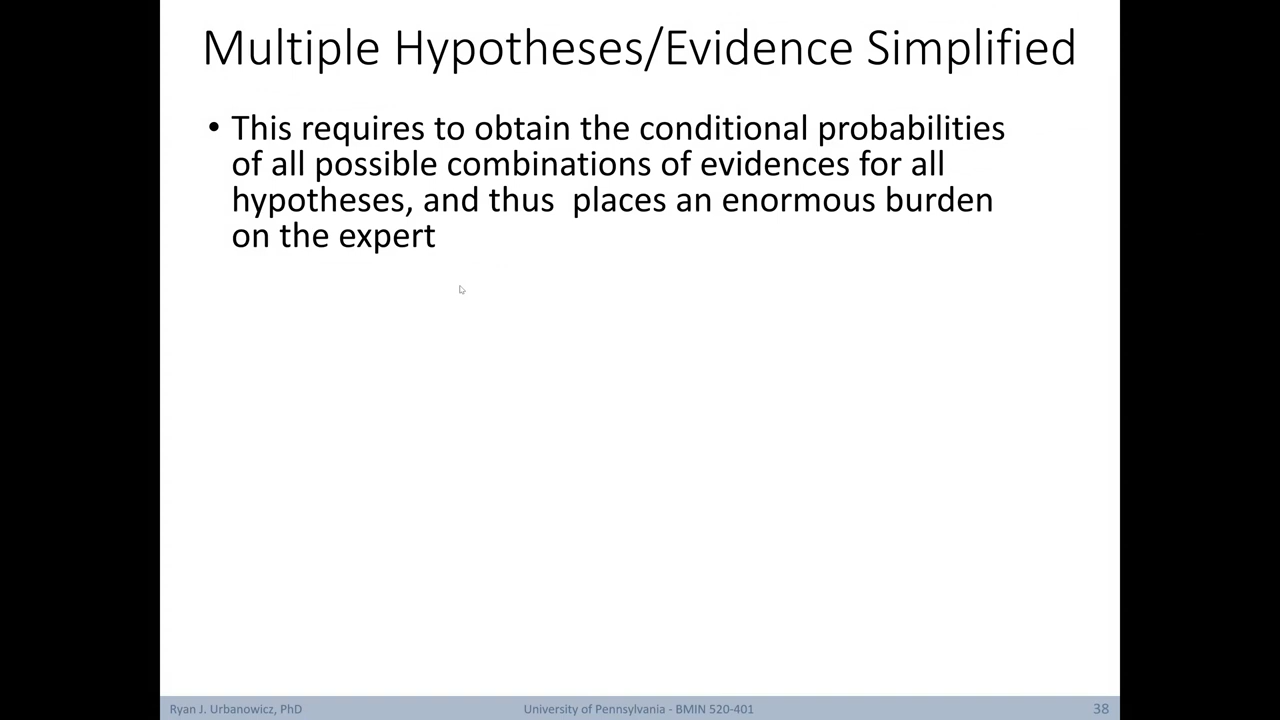 Multiple Hypotheses/Evidence Simplified
• This requires to obtain the conditional probabilities
of all possible combinations of evidences for all
hypotheses, and thus  places an enormous burden
on the expert
Ryan J. Urbanowicz, PhD
University of Pennsylvania - BMIN 520-401
38